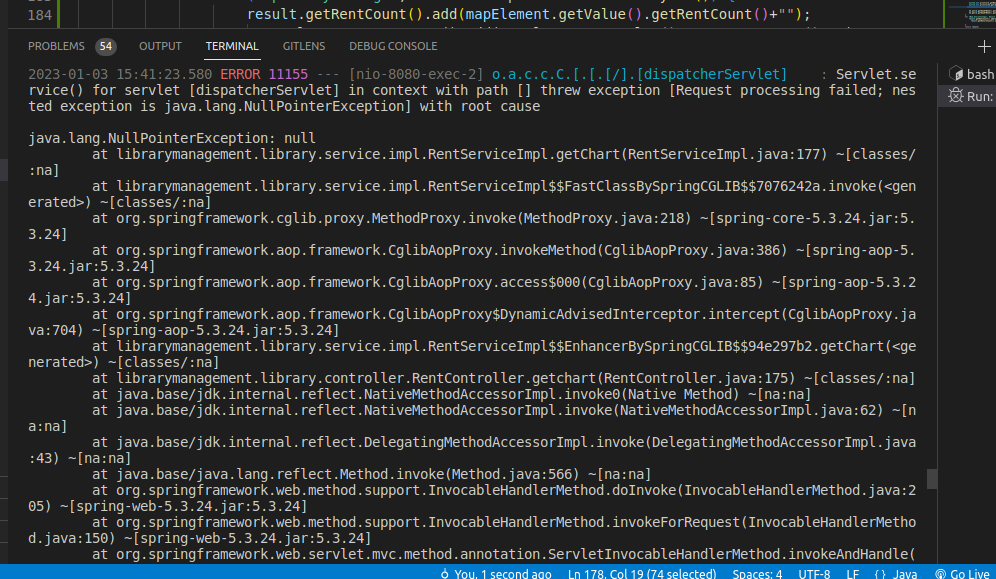 184 result.getRentCount().add(mapElement.getValue().getRentCount()+"");
PROBLEMS 54 OUTPUT TERMINAL GITLENS DEBUG CONSOLE
2023-01-03 15:41:23.580 ERROR 11155 --- [nio-8080-exec-2] o.a.c.c.C.[.[.[/].[dispatcherServlet] : Servlet.se
rvice() for servlet [dispatcherServlet] in context with path [] threw exception [Request processing failed; nes
ted exception is java.lang.NullPointerException] with root cause
java.lang.NullPointerException: null
at librarymanagement.library.service.impl.RentServiceImpl.getChart(RentServiceImpl.java:177) ~[classes/
:na]
at librarymanagement.library.service.impl.RentServiceImpl$$FastClassBySpringCGLIB$$7076242a.invoke(<gen
erated>) ~[classes/:na]
at org.springframework.cglib.proxy.MethodProxy.invoke(MethodProxy.java:218) ~[spring-core-5.3.24.jar:5.
3.24]
at org.springframework.aop.framework.CglibAopProxy.invokeMethod(CglibAopProxy.java:386) ~[spring-aop-5.
3.24.jar:5.3.24]
at org.springframework.aop.framework.CglibAopProxy.access$000(CglibAopProxy.java:85) ~[spring-aop-5.3.2
4.jar:5.3.24]
at org.springframework.aop.framework.CglibAopProxy$DynamicAdvisedInterceptor.intercept(CglibAopProxy.ja
va:704) ~[spring-aop-5.3.24.jar:5.3.24]
at librarymanagement.library.service.impl.RentServiceImpl$$EnhancerBySpringCGLIB$$94e297b2.getChart(<ge
nerated>) ~[classes/:na]
at librarymanagement.library.controller.RentController.getchart(RentController.java:175) ~[classes/:na]
at java.base/jdk.internal.reflect.NativeMethodAccessorImpl.invoke0(Native Method) ~[na:na]
at java.base/jdk.internal.reflect.NativeMethodAccessorImpl.invoke(NativeMethodAccessorImpl.java:62) ~[n
a:na]
at java.base/jdk.internal.reflect.DelegatingMethodAccessorImpl.invoke(DelegatingMethodAccessorImpl.java
:43) ~[na:na]
at java.base/java.lang.reflect.Method.invoke(Method.java:566) ~[na:na]
at org.springframework.web.method.support.InvocableHandlerMethod.doInvoke(InvocableHandlerMethod.java:2
05) ~[spring-web-5.3.24.jar:5.3.24]
at org.springframework.web.method.support.InvocableHandlerMethod.invokeForRequest(InvocableHandlerMetho
d.java:150) ~[spring-web-5.3.24.jar:5.3.24]
at org.springframework.web.servlet.mvc.method.annotation.ServletInvocableHandlerMethod.invokeAndHandle(
bash
Run:
You, 1 second ago Ln 178, Col 19 (74 selected) Spaces: 4 UTF-8 LF {} Java Go Live